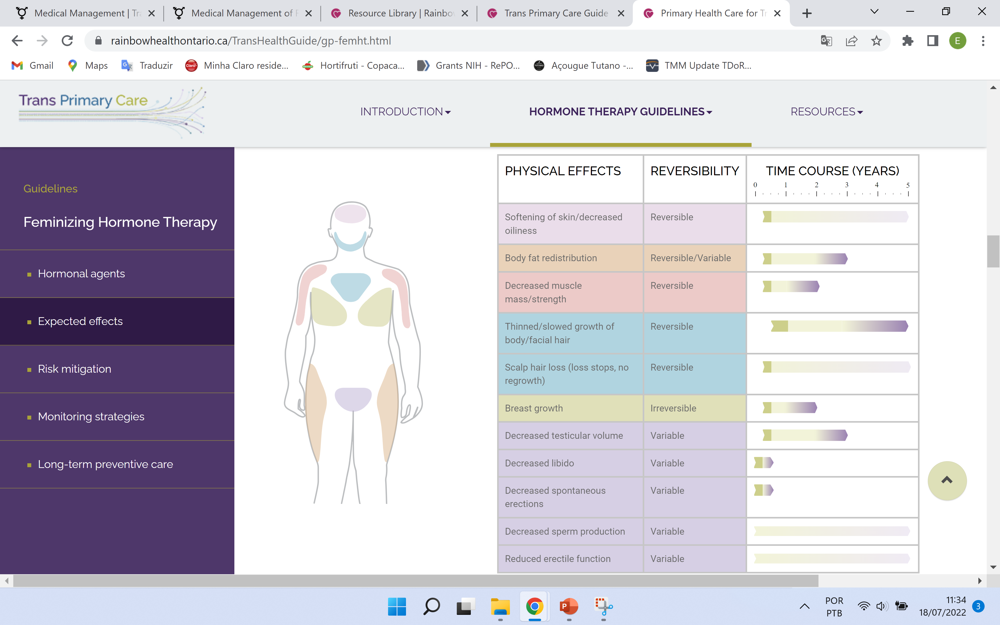 Medical Management | Tr
Medical Management of
Resource Library | Rainbo
Trans Primary Care Guide
Primary Health Care for Tr
rainbowhealthontario.ca/TransHealthGuide/gp-femht.html
E
Gmail
Maps
Traduzir
Minha Claro reside...
Hortifruti - Copaca...
Grants NIH - RePO...
Açougue Tutano -...
TMM Update TDoR...
Trans Primary Care
INTRODUCTION
HORMONE THERAPY GUIDELINES
RESOURCES
Guidelines
Feminizing Hormone Therapy
Hormonal agents
Expected effects
Risk mitigation
Monitoring strategies
Long-term preventive care
PHYSICAL EFFECTS
REVERSIBILITY
TIME COURSE (YEARS)
0 1 2 3 4 5
Softening of skin/decreased
oiliness
Reversible
Body fat redistribution
Reversible/Variable
Decreased muscle
mass/strength
Reversible
Thinned/slowed growth of
body/facial hair
Reversible
Scalp hair loss (loss stops, no
regrowth)
Reversible
Breast growth
Irreversible
Decreased testicular volume
Variable
Decreased libido
Variable
Decreased spontaneous
erections
Variable
Decreased sperm production
Variable
Reduced erectile function
Variable
POR
PTB
11:34
18/07/2022
3